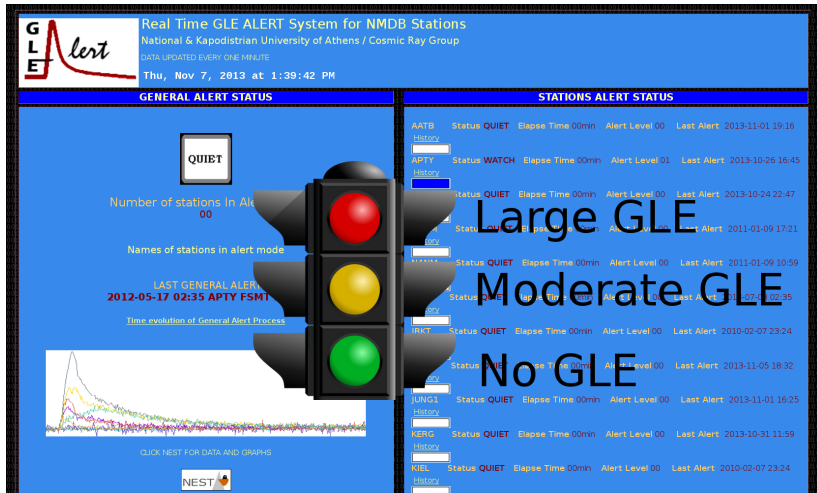 GLE Alert
Real Time GLE ALERT System for NMDB Stations
National & Kapodistrian University of Athens / Cosmic Ray Group
DATA UPDATED EVERY ONE MINUTE
Thu, Nov 7, 2013 at 1:39:42 PM
GENERAL ALERT STATUS
QUIET
Number of stations In Ale
00
Names of stations in alert mode
LAST GENERAL ALERT
2012-05-17 02:35 APTY FSMT
Time evolution of General Alert Process
CLICK NEST FOR DATA AND GRAPHS
NEST
STATIONS ALERT STATUS
AATB Status QUIET Elapse Time 00min Alert Level 00 Last Alert 2013-11-01 19:16
History
APTY Status WATCH Elapse Time 00min Alert Level 01 Last Alert 2013-10-26 16:45
History
Status QUIET Elapse Time 00min Alert Level 00 Last Alert 2013-10-24 22:47
Large GLE
Alert 2011-01-09 17:21
History
Status QUIET Elapse Time 00min Alert Level 00 Last Alert 2011-01-09 10:59
Moderate GLE
02:35
Status QUIET Elapse Time 00min Alert Level 00 Last Alert 2010-02-07 23:24
No GLE
Alert Level 00 Last Alert 2013-11-05 18:32
JUNG1 Status QUIET Elapse Time 00min Alert Level 00 Last Alert 2013-11-01 16:25
History
KERG Status QUIET Elapse Time 00min Alert Level 00 Last Alert 2013-10-31 11:59
History
KIEL Status QUIET Elapse Time 00min Alert Level 00 Last Alert 2010-02-07 23:24
History